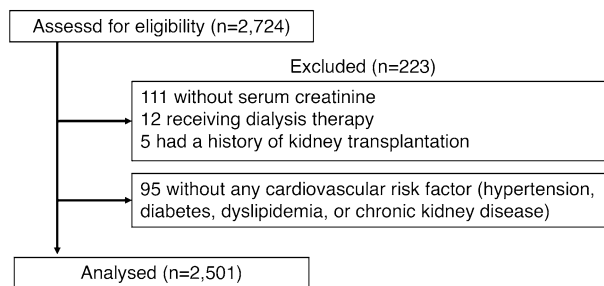 Assessd for eligibility (n=2,724)
Excluded (n=223)
111 without serum creatinine
12 receiving dialysis therapy
5 had a history of kidney transplantation
95 without any cardiovascular risk factor (hypertension,
diabetes, dyslipidemia, or chronic kidney disease)
Analysed (n=2,501)